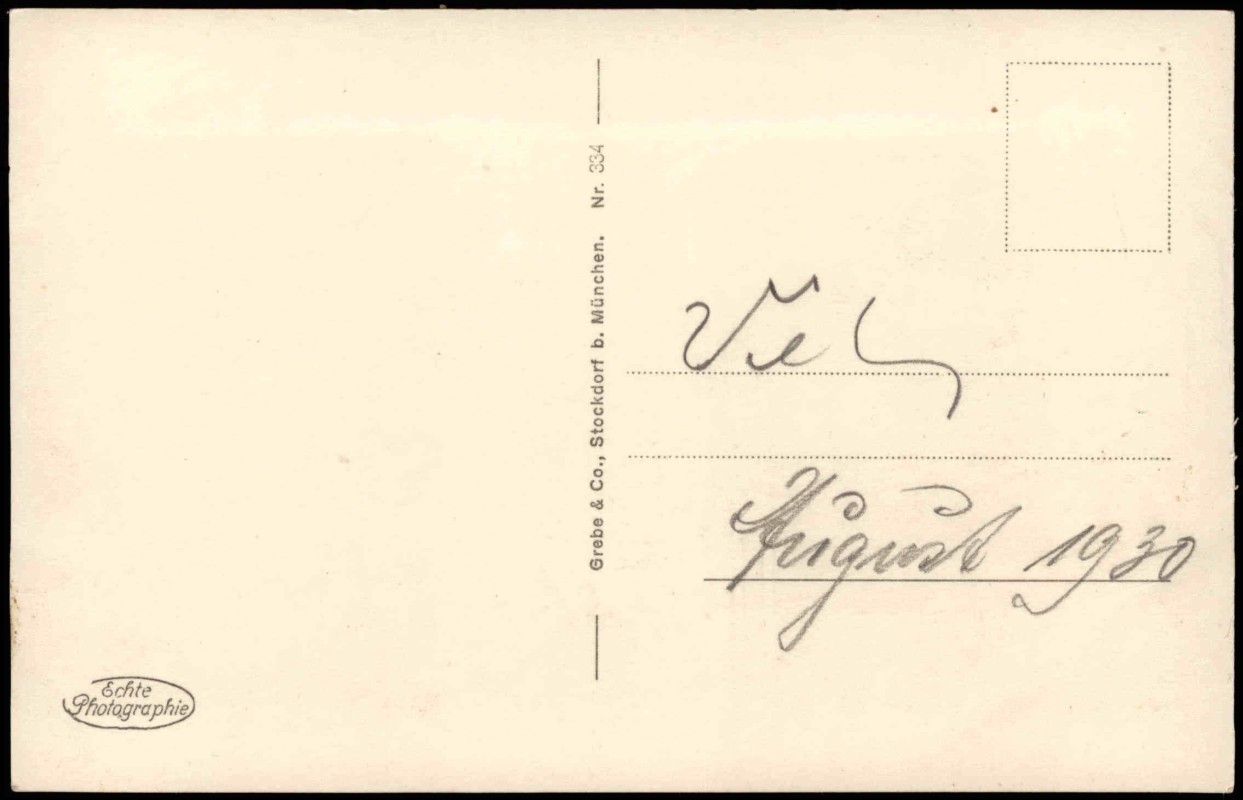 Grebe & Co., Stockdorf b. München. Nr. 334
August 1930
Echte
Photographie